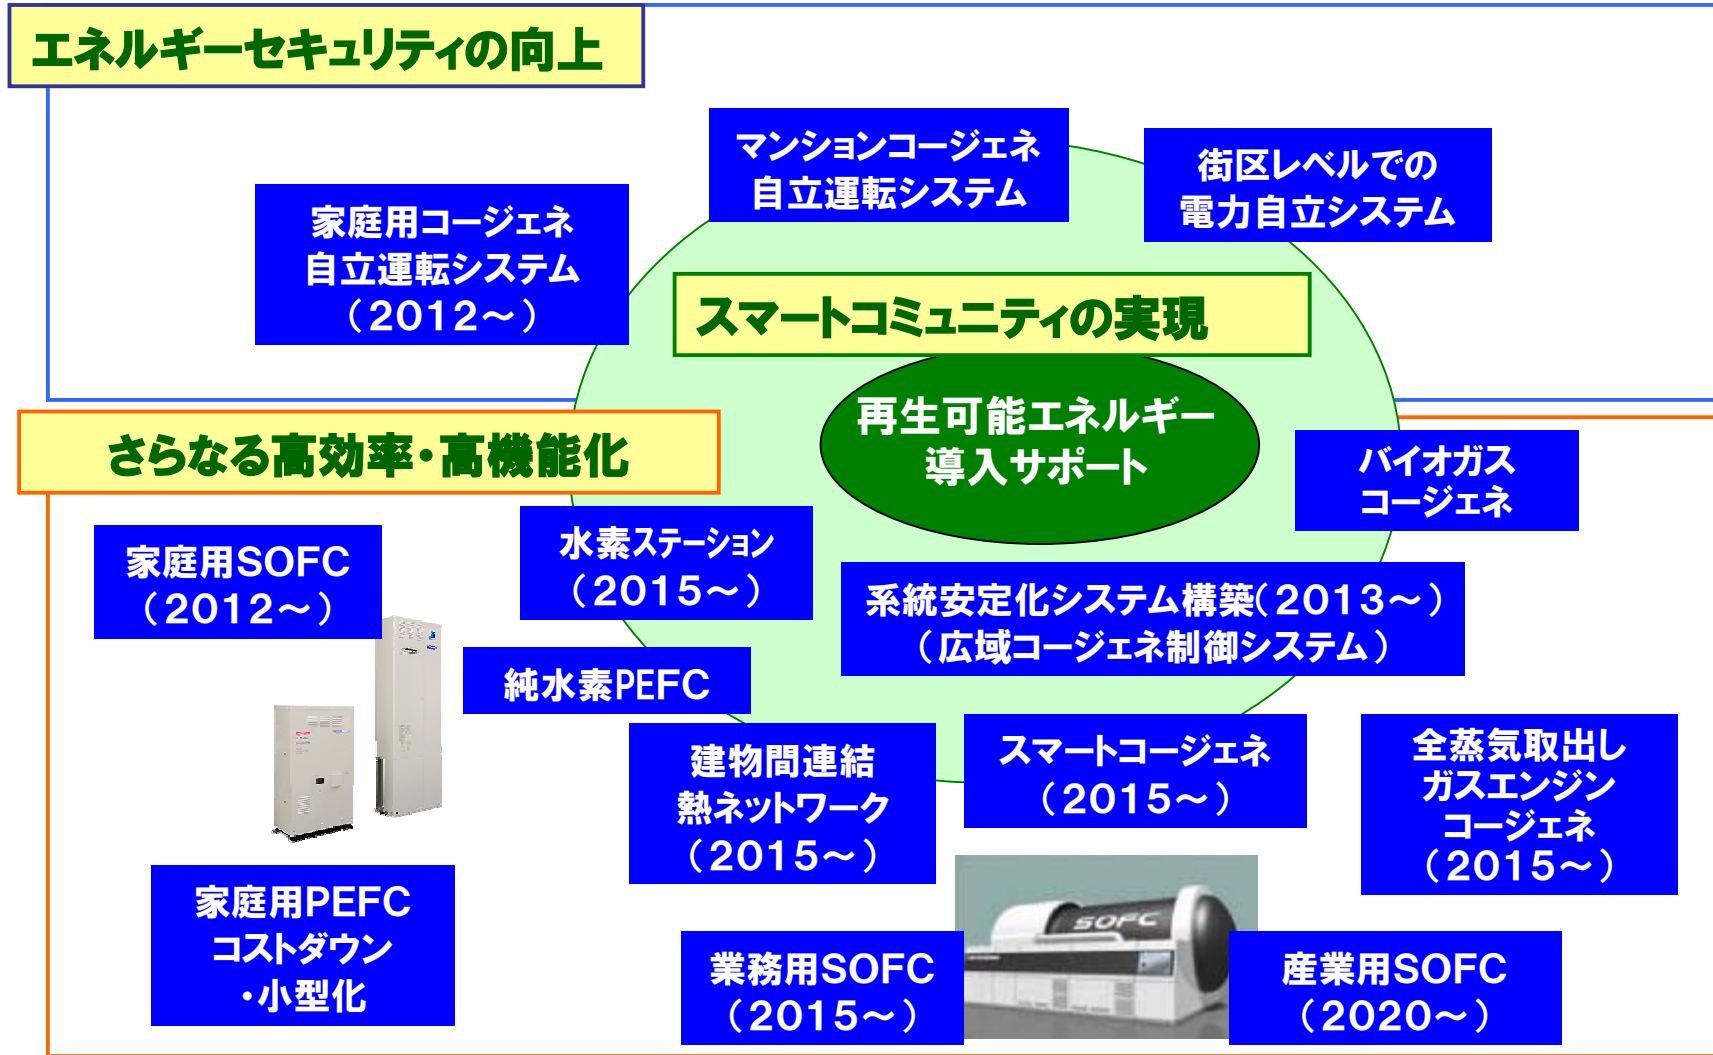 エネルギーセキュリティの向上
マンションコージェネ
自立運転システム
街区レベルでの
電力自立システム
家庭用コージェネ
自立運転システム
（2012～）
スマートコミュニティの実現
再生可能エネルギー
導入サポート
さらなる高効率・高機能化
バイオガス
コージェネ
水素ステーション
（2015～）
家庭用SOFC
（2012～）
系統安定化システム構築（2013～）
（広域コージェネ制御システム）
純水素PEFC
建物間連結
熱ネットワーク
（2015～）
スマートコージェネ
（2015～）
全蒸気取出し
ガスエンジン
コージェネ
（2015～）
家庭用PEFC
コストダウン
・小型化
SOFC
業務用SOFC
（2015～）
産業用SOFC
（2020～）